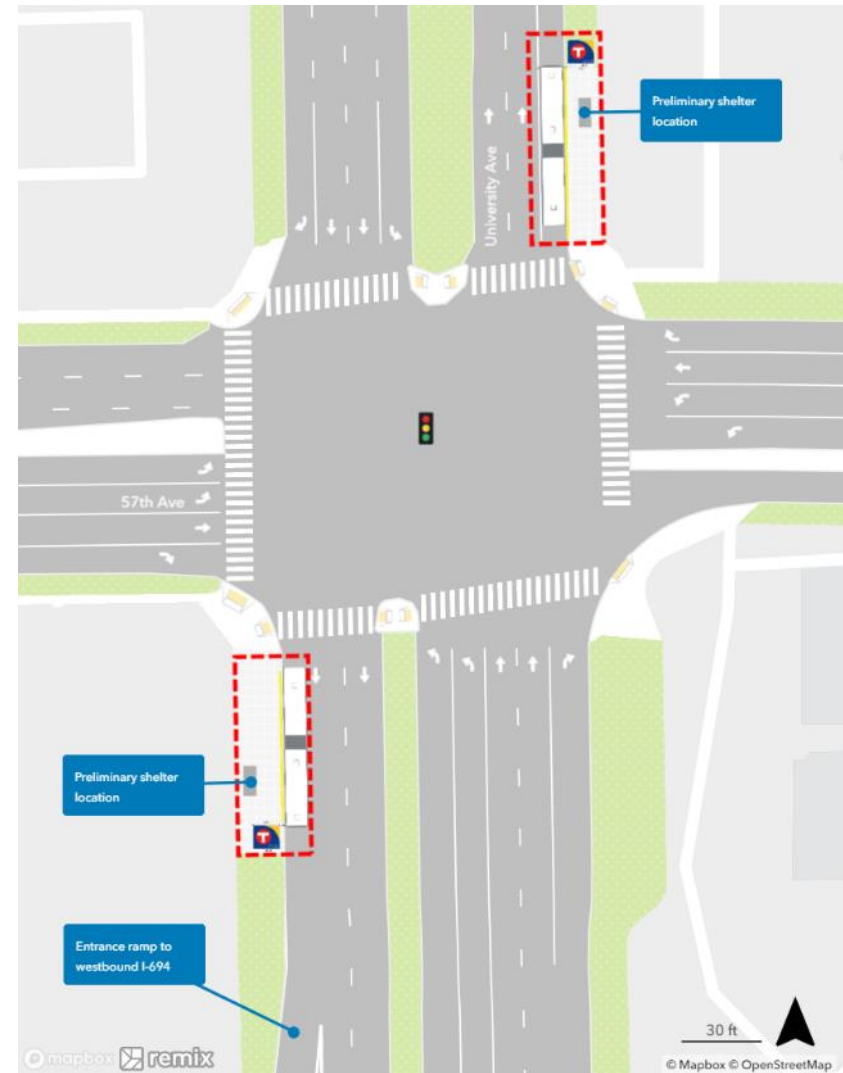 Preliminary shelter
location
University Ave
57th Ave
Preliminary shelter
location
Entrance ramp to
westbound I-694
30 ft
mapbox remix
© Mapbox © OpenStreetMap